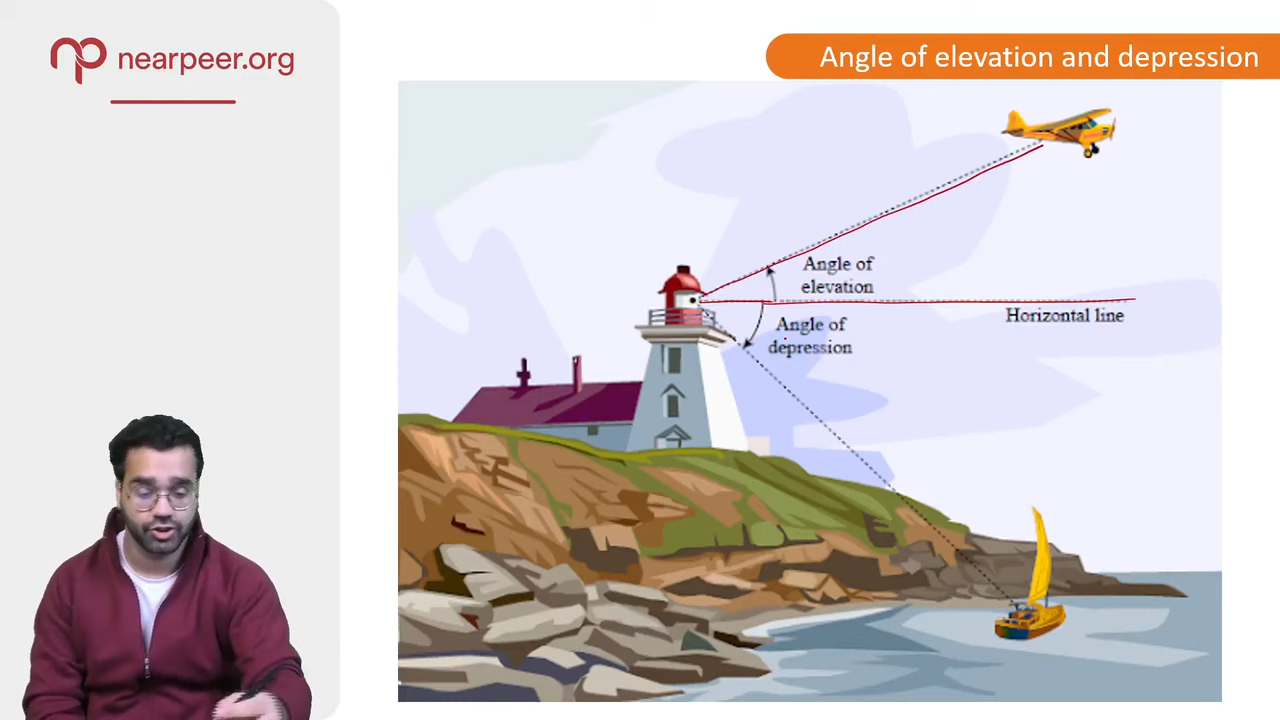 nearpeer.org
Angle of elevation and depression
Angle of
elevation
Horizontal line
Angle of
depression